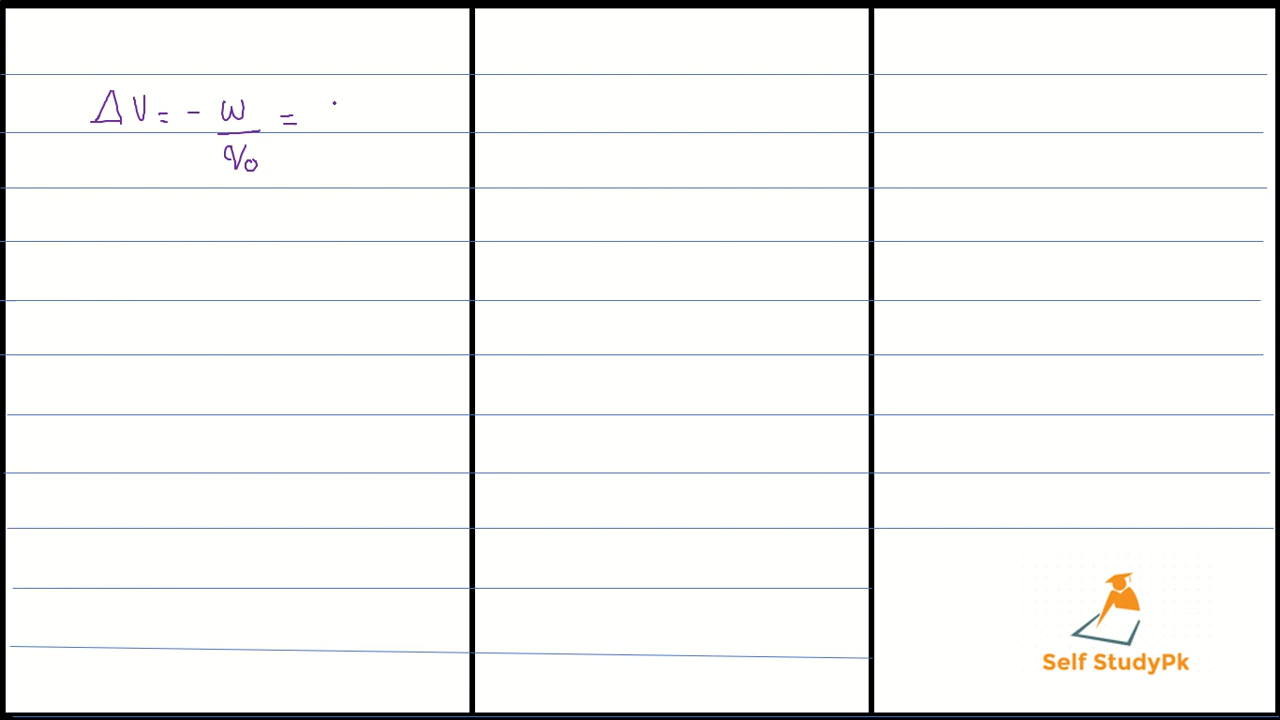 ΔV = - w/q₀ =
Self StudyPk